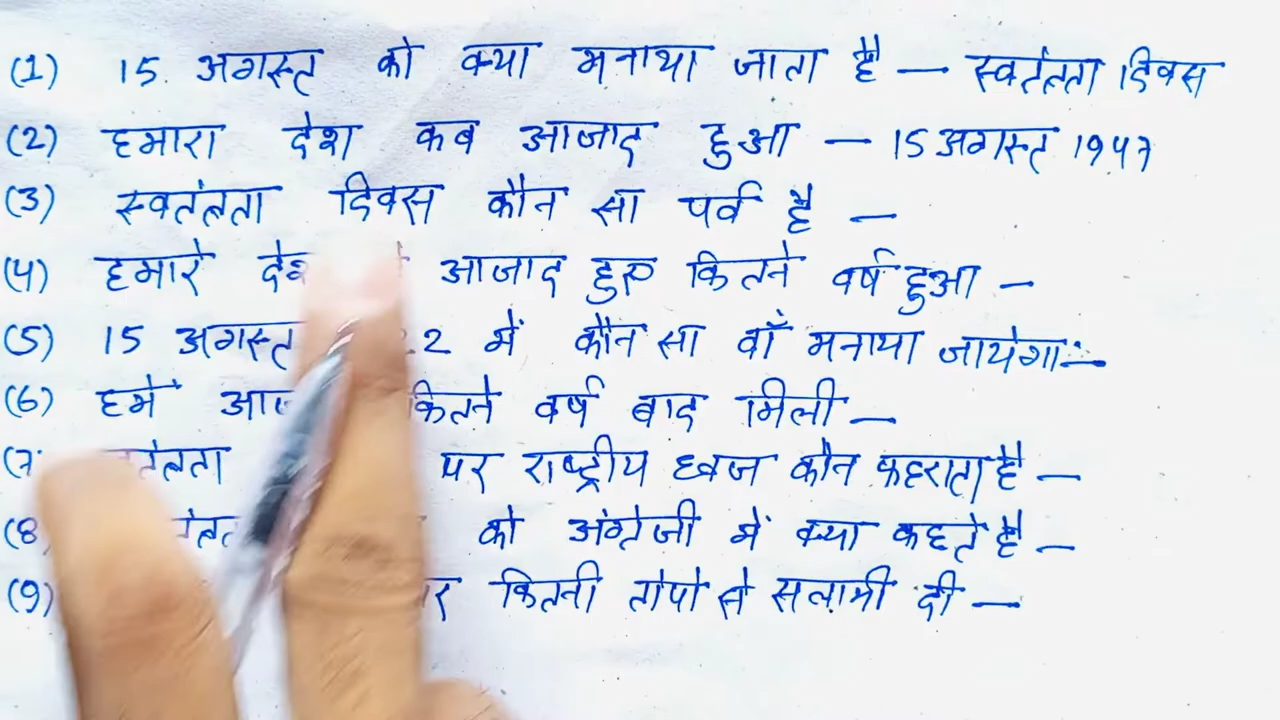 (1) 15 अगस्त को क्या मनाया जाता है — स्वतंत्रता दिवस
(2) हमारा देश कब आजाद हुआ — 15 अगस्त 1947
(3) स्वतंत्रता दिवस कौन सा पर्व है —
(4) हमारे आजाद हुए कितने वर्ष हुआ —
(5) 15 अगस्त में कौन सा वाँ मनाया जायेगा:—
(6) हमें कितने वर्ष बाद मिली —
(7) पर राष्ट्रीय ध्वज कौन फहराता है —
(8) को अंग्रेजी में क्या कहते है —
(9) कितनी तोपो से सलामी दी —